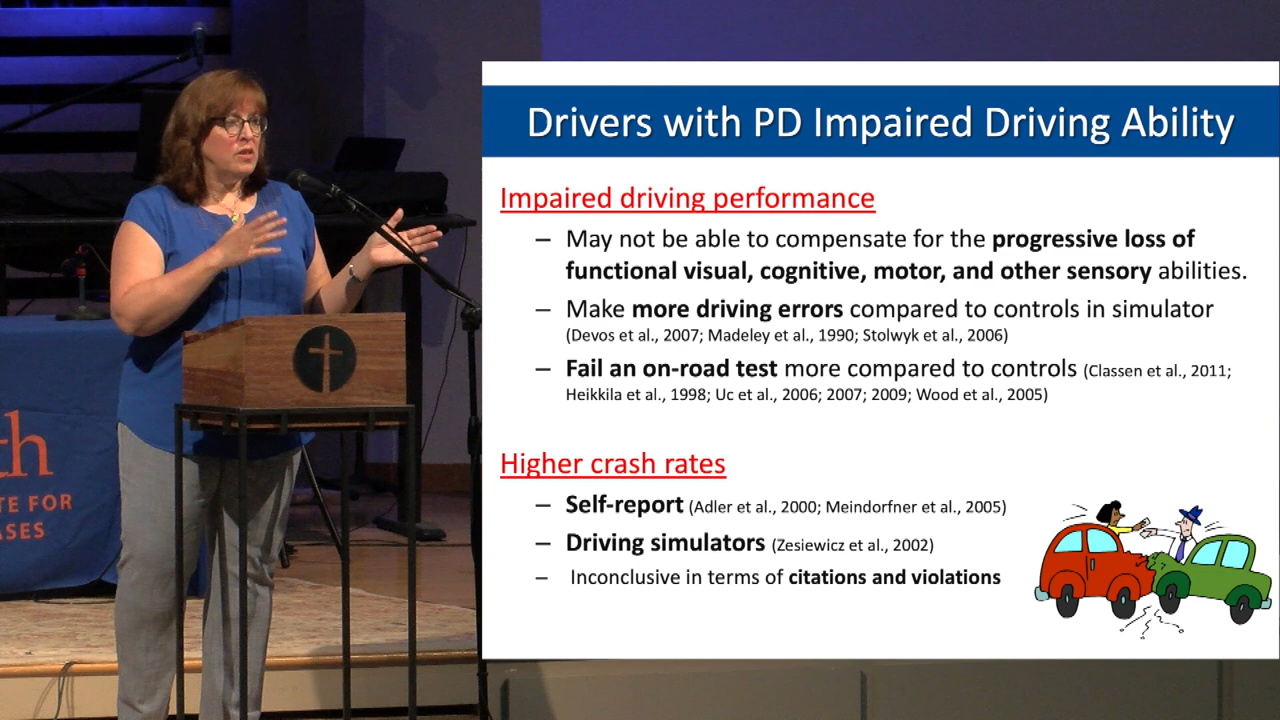 Drivers with PD Impaired Driving Ability
Impaired driving performance
– May not be able to compensate for the progressive loss of
functional visual, cognitive, motor, and other sensory abilities.
– Make more driving errors compared to controls in simulator
(Devos et al., 2007; Madeley et al., 1990; Stolwyk et al., 2006)
– Fail an on-road test more compared to controls (Classen et al., 2011;
Heikkila et al., 1998; Uc et al., 2006; 2007; 2009; Wood et al., 2005)
Higher crash rates
– Self-report (Adler et al., 2000; Meindorfner et al., 2005)
– Driving simulators (Zesiewicz et al., 2002)
– Inconclusive in terms of citations and violations
th
TE FOR
ASES